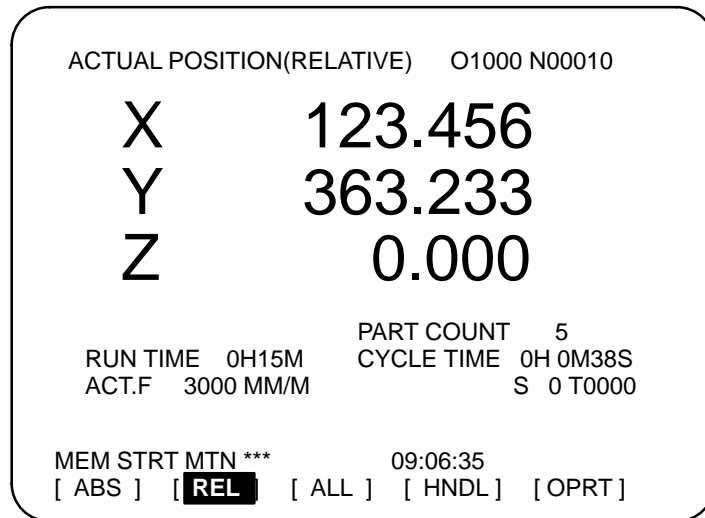 ACTUAL POSITION(RELATIVE) O1000 N00010
X 123.456
Y 363.233
Z 0.000
PART COUNT 5
RUN TIME 0H15M CYCLE TIME 0H 0M38S
ACT.F 3000 MM/M S 0 T0000
MEM STRT MTN *** 09:06:35
[ ABS ] [ REL ] [ ALL ] [ HNDL ] [ OPRT ]